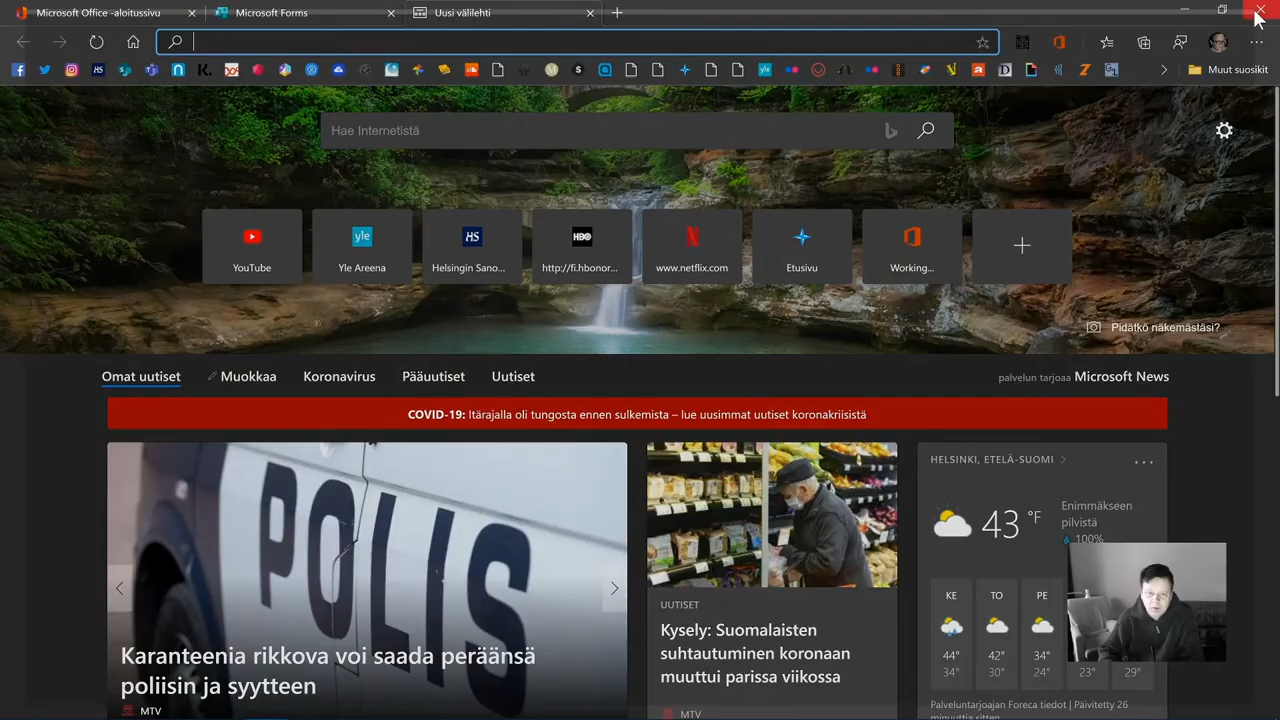 Microsoft Office -aloitussivu
Microsoft Forms
Uusi välilehti
Muut suosikit
Hae Internetistä
YouTube
Yle Areena
Helsingin Sano...
http://fi.hbonor...
www.netflix.com
Etusivu
Working...
Pidätkö näkemästäsi?
Omat uutiset
Muokkaa
Koronavirus
Pääuutiset
Uutiset
palvelun tarjoaa Microsoft News
COVID-19: Itärajalla oli tungosta ennen sulkemista – lue uusimmat uutiset koronakriisistä
POLIS
Karanteenia rikkova voi saada peräänsä
poliisin ja syytteen
MTV
UUTISET
Kysely: Suomalaisten
suhtautuminen koronaan
muuttui parissa viikossa
MTV
HELSINKI, ETELÄ-SUOMI
43 °F
Enimmäkseen
pilvistä
100%
KE TO PE
44° 42° 34°
34° 30° 24° 23° 29°
Palveluntarjoajan Foreca tiedot | Päivitetty 26
minuuttia sitten